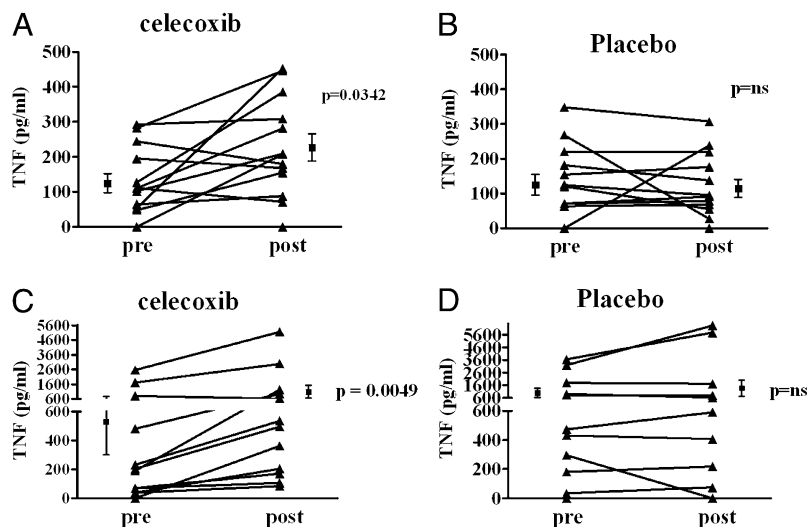 A
celecoxib
TNF (pg/ml)
500
400
300
200
100
0
p=0.0342
pre
post
B
Placebo
TNF (pg/ml)
500
400
300
200
100
0
p=ns
pre
post
C
celecoxib
TNF (pg/ml)
5600
4600
3600
2600
1600
600
600
400
200
0
p = 0.0049
pre
post
D
Placebo
TNF (pg/ml)
5600
4600
3600
2600
1600
600
600
400
200
0
p=ns
pre
post